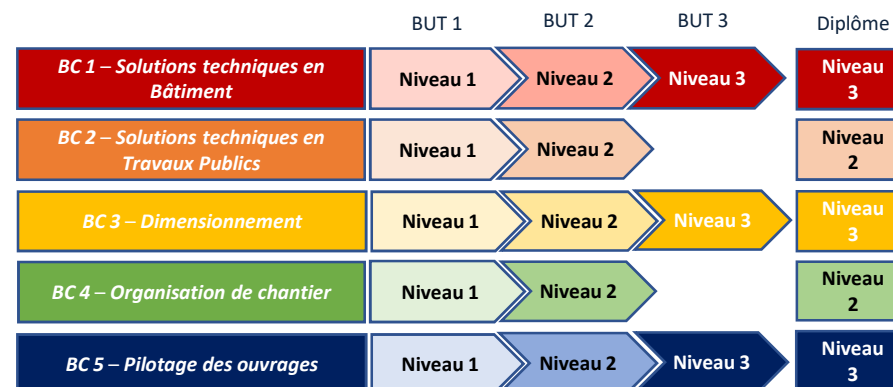 BUT 1 BUT 2 BUT 3 Diplôme
BC 1 – Solutions techniques en
Bâtiment
Niveau 1 Niveau 2 Niveau 3
Niveau
3
BC 2 – Solutions techniques en
Travaux Publics
Niveau 1 Niveau 2
Niveau
2
BC 3 – Dimensionnement
Niveau 1 Niveau 2 Niveau 3
Niveau
3
BC 4 – Organisation de chantier
Niveau 1 Niveau 2
Niveau
2
BC 5 – Pilotage des ouvrages
Niveau 1 Niveau 2 Niveau 3
Niveau
3